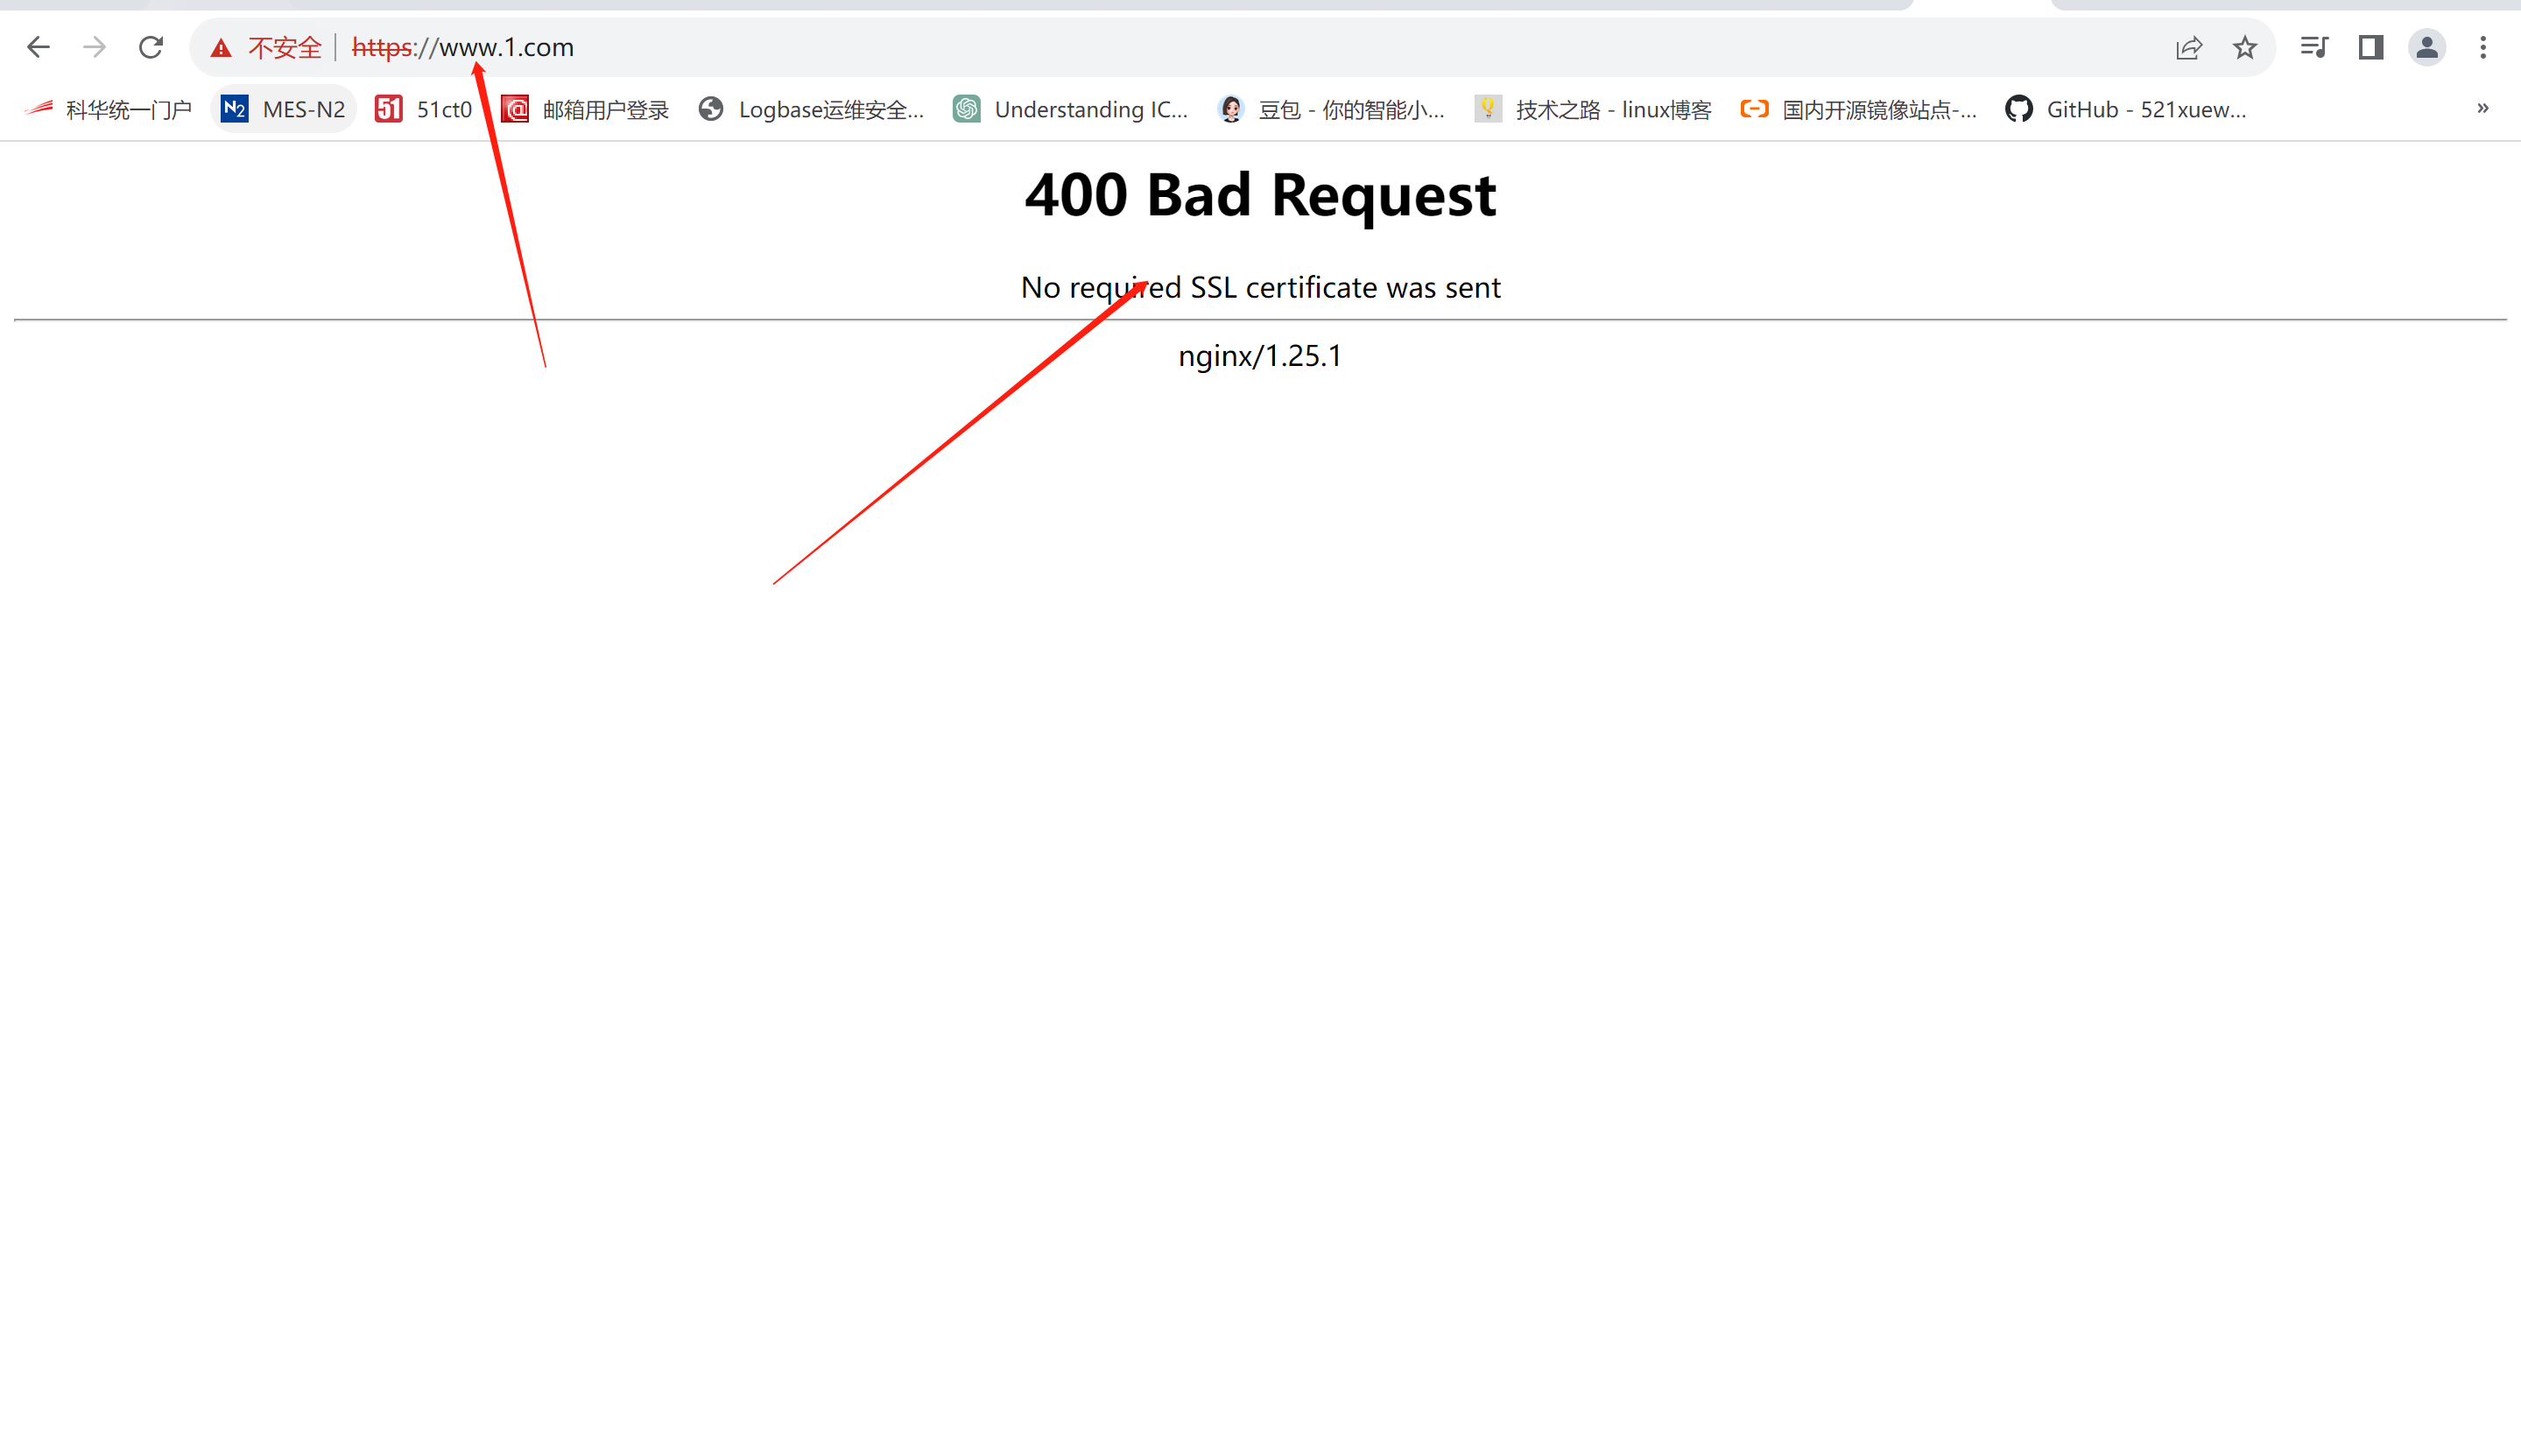 不安全 https://www.1.com
科华统一门户 N2 MES-N2 51 51ct0 @ 邮箱用户登录 Logbase运维安全... Understanding IC... 豆包 - 你的智能小... 技术之路 - linux博客 国内开源镜像站点-... GitHub - 521xuew... »
400 Bad Request
No required SSL certificate was sent
nginx/1.25.1